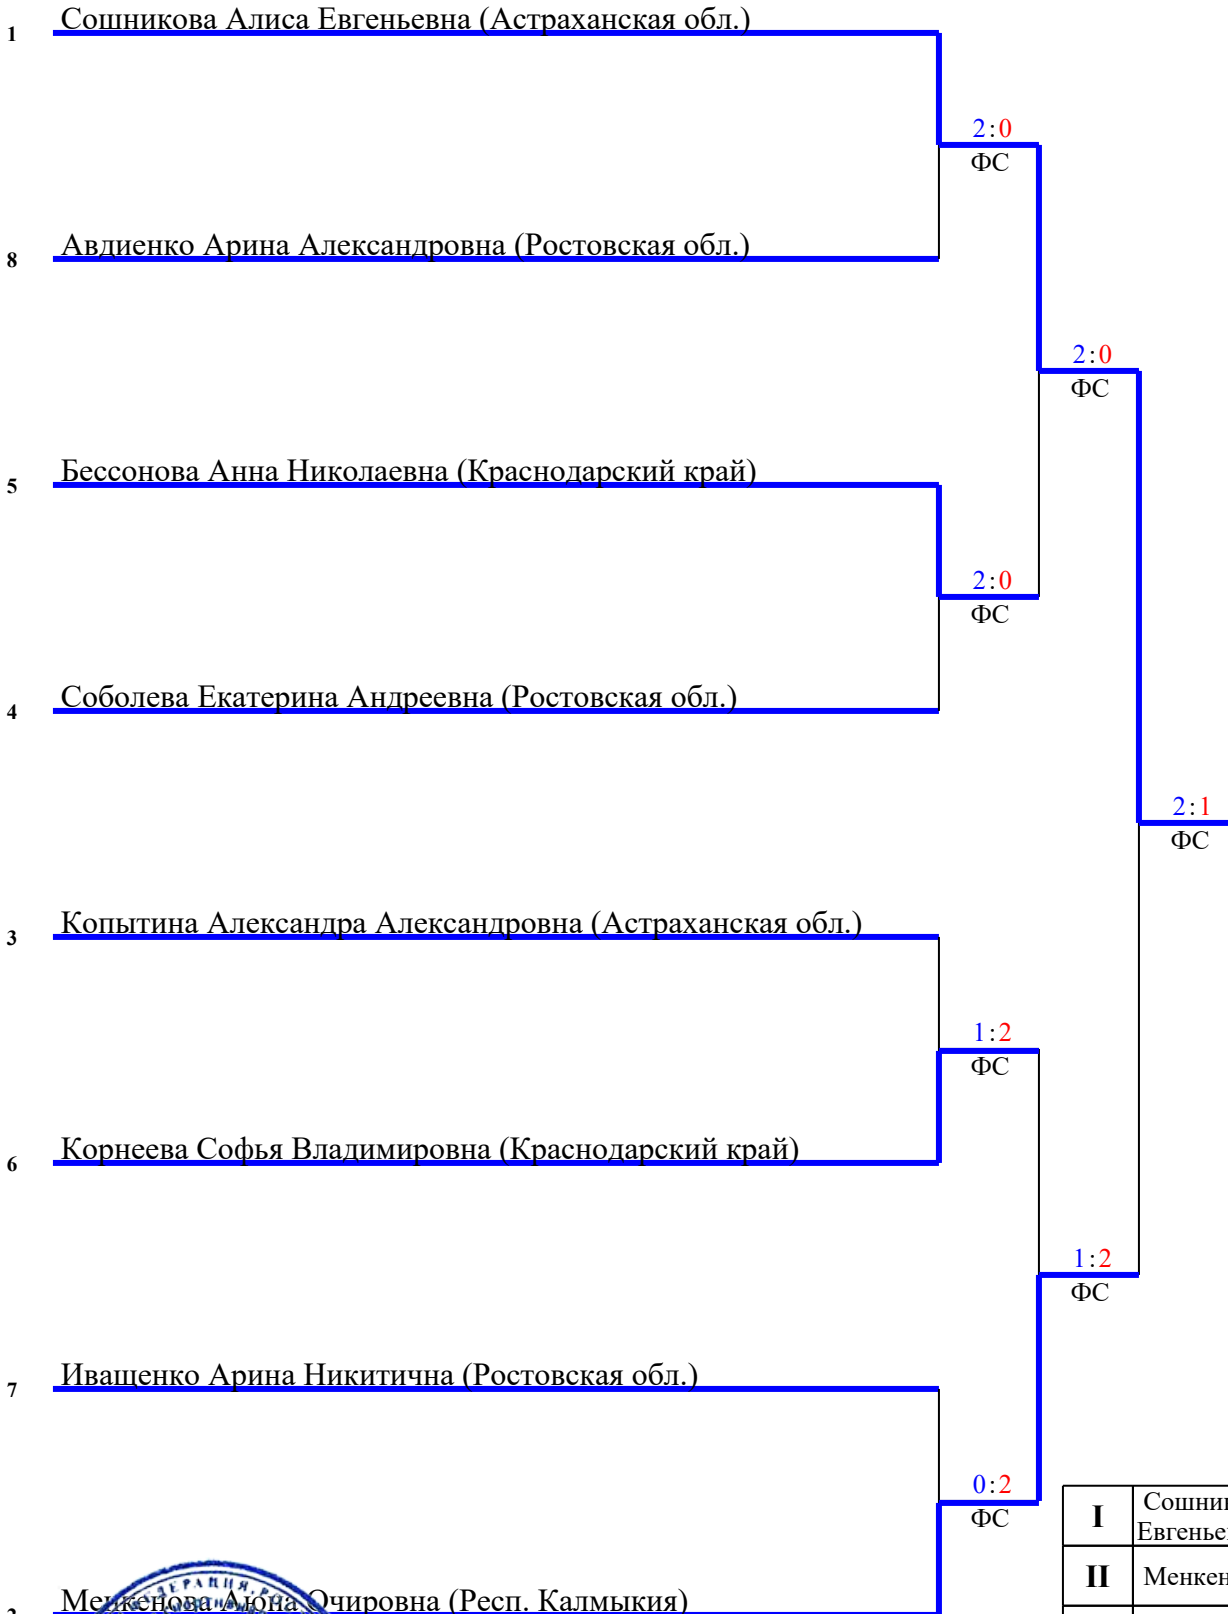 1 Сошникова Алиса Евгеньевна (Астраханская обл.)
2:0
ФС
8 Авдиенко Арина Александровна (Ростовская обл.)
2:0
ФС
5 Бессонова Анна Николаевна (Краснодарский край)
2:0
ФС
4 Соболева Екатерина Андреевна (Ростовская обл.)
2:1
ФС
3 Копытина Александра Александровна (Астраханская обл.)
1:2
ФС
6 Корнеева Софья Владимировна (Краснодарский край)
1:2
ФС
7 Иващенко Арина Никитична (Ростовская обл.)
0:2
ФС
I Сошни
Евгенье
II Менкен
2 Менкенова Аюна Очировна (Респ. Калмыкия)